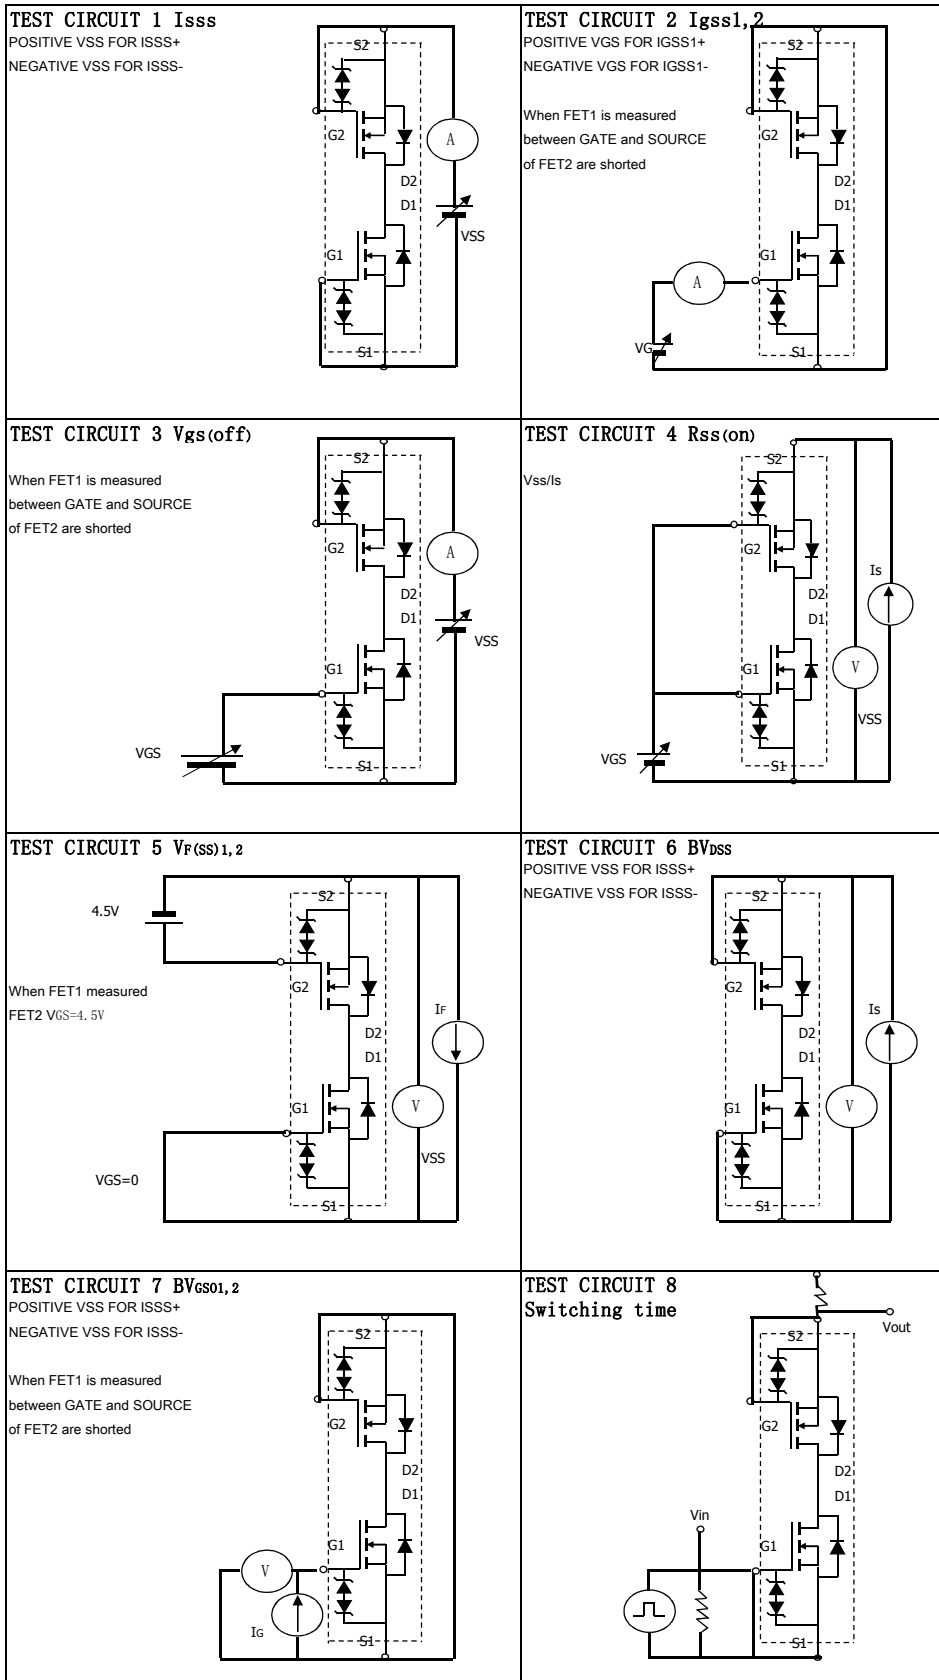 TEST CIRCUIT 1 Isss
POSITIVE VSS FOR ISSS+
NEGATIVE VSS FOR ISSS-
S2
G2
A
D2
D1
VSS
G1
S1
TEST CIRCUIT 2 Igss1,2
POSITIVE VGS FOR IGSS1+
NEGATIVE VGS FOR IGSS1-
When FET1 is measured
between GATE and SOURCE
of FET2 are shorted
S2
G2
D2
D1
G1
A
VG
S1
TEST CIRCUIT 3 Vgs(off)
When FET1 is measured
between GATE and SOURCE
of FET2 are shorted
S2
G2
A
D2
D1
VSS
G1
VGS
S1
TEST CIRCUIT 4 Rss(on)
Vss/Is
S2
G2
Is
D2
D1
G1
V
VSS
VGS
S1
TEST CIRCUIT 5 VF(SS)1,2
4.5V
When FET1 measured
FET2 VGS=4.5V
S2
G2
IF
D2
D1
G1
V
VSS
VGS=0
S1
TEST CIRCUIT 6 BVDSS
POSITIVE VSS FOR ISSS+
NEGATIVE VSS FOR ISSS-
S2
G2
Is
D2
D1
G1
V
S1
TEST CIRCUIT 7 BVGSO1,2
POSITIVE VSS FOR ISSS+
NEGATIVE VSS FOR ISSS-
When FET1 is measured
between GATE and SOURCE
of FET2 are shorted
S2
G2
D2
D1
G1
V
IG
S1
TEST CIRCUIT 8
Switching time
Vout
S2
G2
D2
D1
Vin
G1
S1